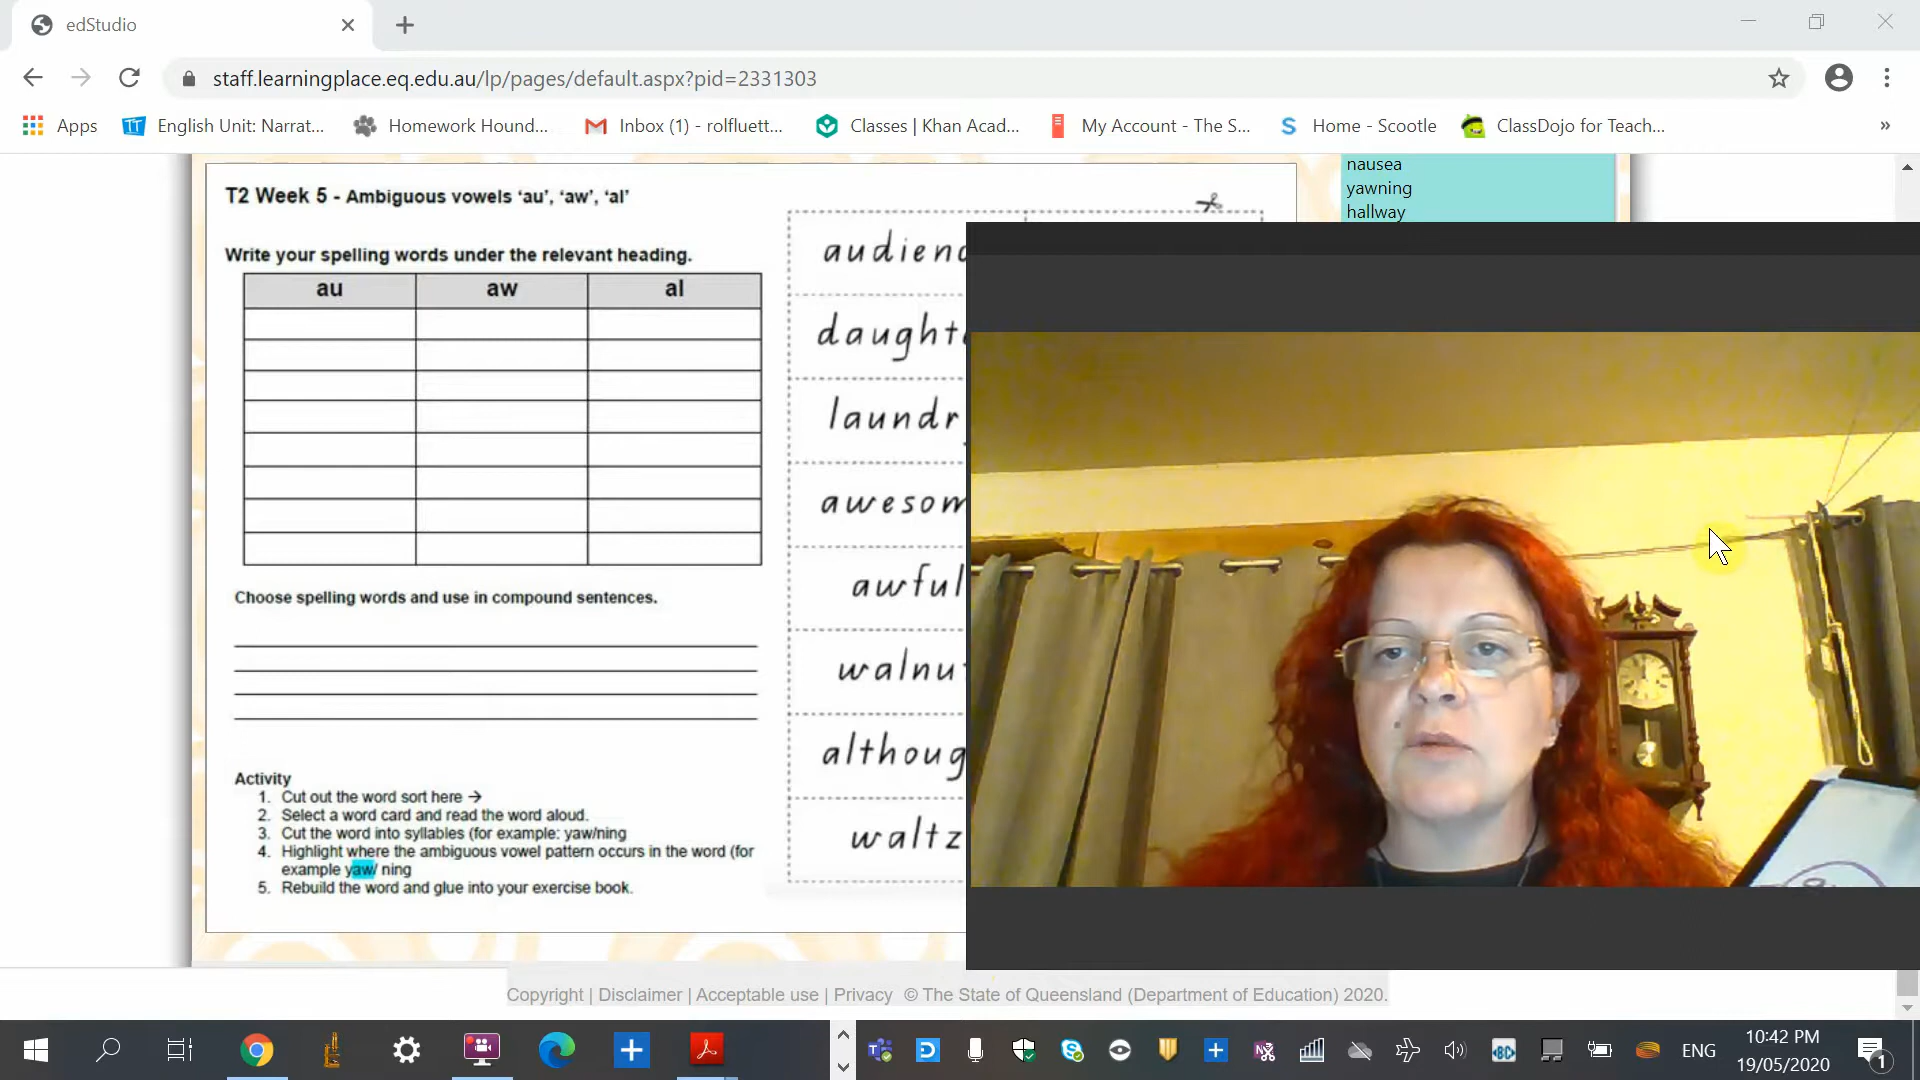 edStudio
staff.learningplace.eq.edu.au/lp/pages/default.aspx?pid=2331303
Apps
English Unit: Narrat...
Homework Hound...
Inbox (1) - rolfluett...
Classes | Khan Acad...
My Account - The S...
Home - Scootle
ClassDojo for Teach...
»
nausea
yawning
hallway
T2 Week 5 - Ambiguous vowels ‘au’, ‘aw’, ‘al’
Write your spelling words under the relevant heading.
au aw al
audienc
daught
laundr
awesom
awful
walnu
althoug
waltz
Choose spelling words and use in compound sentences.
Activity
1. Cut out the word sort here →
2. Select a word card and read the word aloud.
3. Cut the word into syllables (for example: yaw/ning
4. Highlight where the ambiguous vowel pattern occurs in the word (for
example yaw/ ning
5. Rebuild the word and glue into your exercise book.
Copyright | Disclaimer | Acceptable use | Privacy © The State of Queensland (Department of Education) 2020.
ENG
10:42 PM
19/05/2020
1